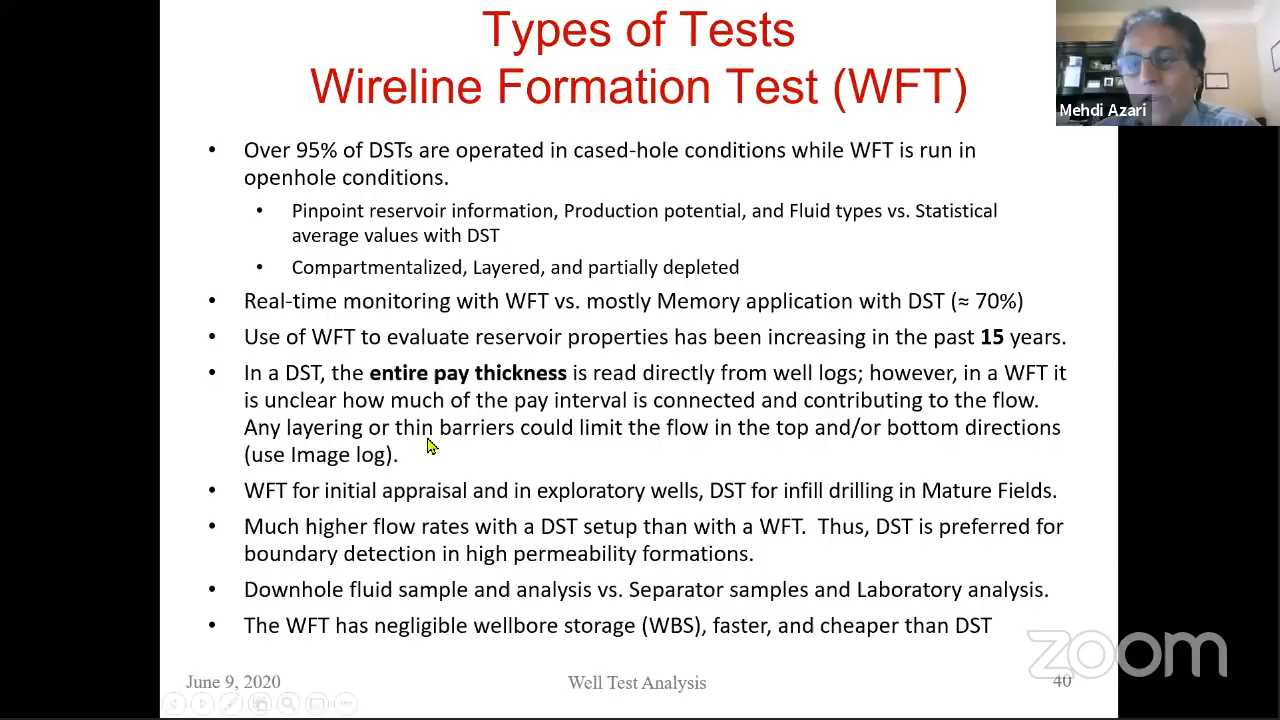 Types of Tests
Wireline Formation Test (WFT)
Mehdi Azari
• Over 95% of DSTs are operated in cased-hole conditions while WFT is run in
openhole conditions.
• Pinpoint reservoir information, Production potential, and Fluid types vs. Statistical
average values with DST
• Compartmentalized, Layered, and partially depleted
• Real-time monitoring with WFT vs. mostly Memory application with DST (≈ 70%)
• Use of WFT to evaluate reservoir properties has been increasing in the past 15 years.
• In a DST, the entire pay thickness is read directly from well logs; however, in a WFT it
is unclear how much of the pay interval is connected and contributing to the flow.
Any layering or thin barriers could limit the flow in the top and/or bottom directions
(use Image log).
• WFT for initial appraisal and in exploratory wells, DST for infill drilling in Mature Fields.
• Much higher flow rates with a DST setup than with a WFT. Thus, DST is preferred for
boundary detection in high permeability formations.
• Downhole fluid sample and analysis vs. Separator samples and Laboratory analysis.
• The WFT has negligible wellbore storage (WBS), faster, and cheaper than DST
zoom
June 9, 2020 Well Test Analysis 40